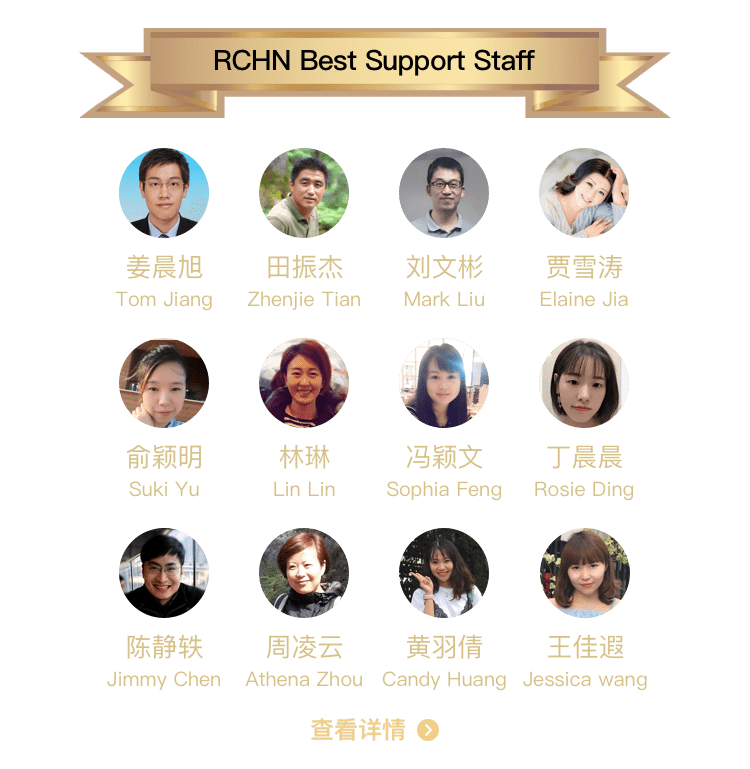 RCHN Best Support Staff
姜晨旭 田振杰 刘文彬 贾雪涛
Tom Jiang Zhenjie Tian Mark Liu Elaine Jia
俞颖明 林琳 冯颖文 丁晨晨
Suki Yu Lin Lin Sophia Feng Rosie Ding
陈静轶 周凌云 黄羽倩 王佳遐
Jimmy Chen Athena Zhou Candy Huang Jessica wang
查看详情